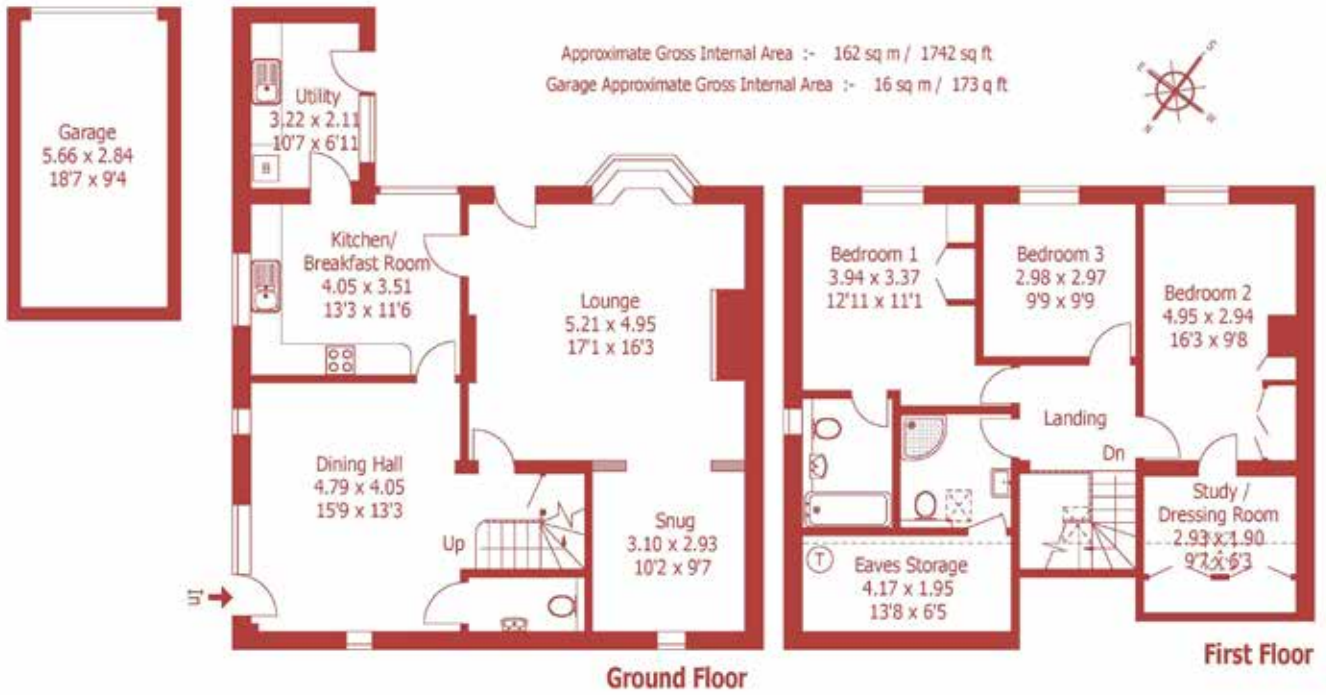 Approximate Gross Internal Area :- 162 sq m / 1742 sq ft
Garage Approximate Gross Internal Area :- 16 sq m / 173 q ft
S
E
W
N
Garage
5.66 x 2.84
18'7 x 9'4
Utility
3.22 x 2.11
10'7 x 6'11
B
Kitchen/
Breakfast Room
4.05 x 3.51
13'3 x 11'6
Lounge
5.21 x 4.95
17'1 x 16'3
Dining Hall
4.79 x 4.05
15'9 x 13'3
Up
Snug
3.10 x 2.93
10'2 x 9'7
In
Ground Floor
Bedroom 1
3.94 x 3.37
12'11 x 11'1
Bedroom 3
2.98 x 2.97
9'9 x 9'9
Bedroom 2
4.95 x 2.94
16'3 x 9'8
Landing
Dn
Study /
Dressing Room
2.93 x 1.90
9'7 x 6'3
T
Eaves Storage
4.17 x 1.95
13'8 x 6'5
First Floor